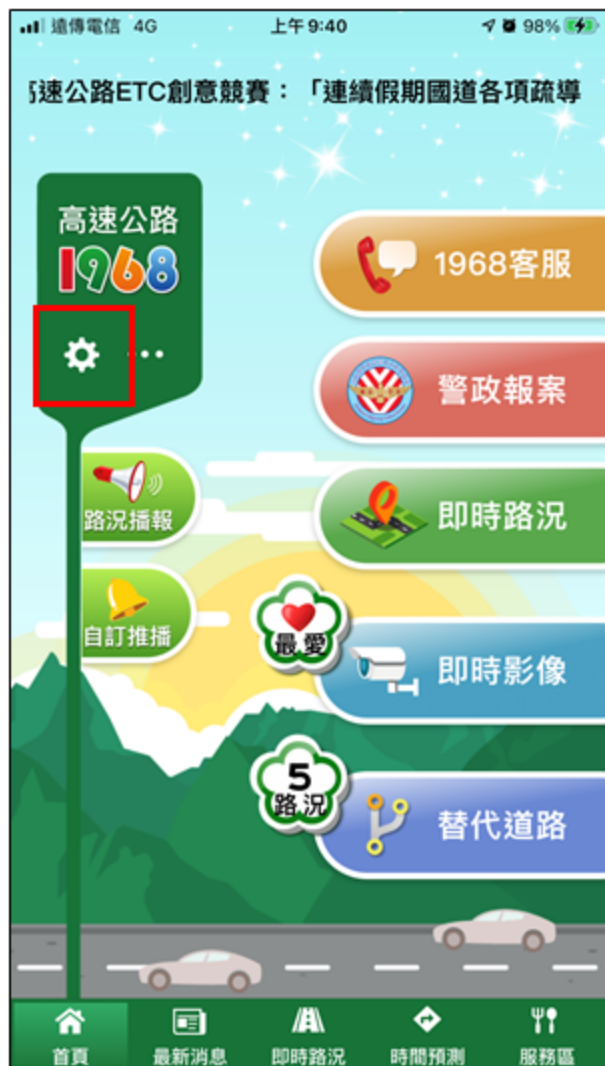 遠傳電信 4G 上午 9:40 98%
高速公路ETC創意競賽：「連續假期國道各項疏導
高速公路
1968
1968客服
警政報案
路況播報
即時路況
自訂推播
最愛
即時影像
5
路況
替代道路
首頁 最新消息 即時路況 時間預測 服務區